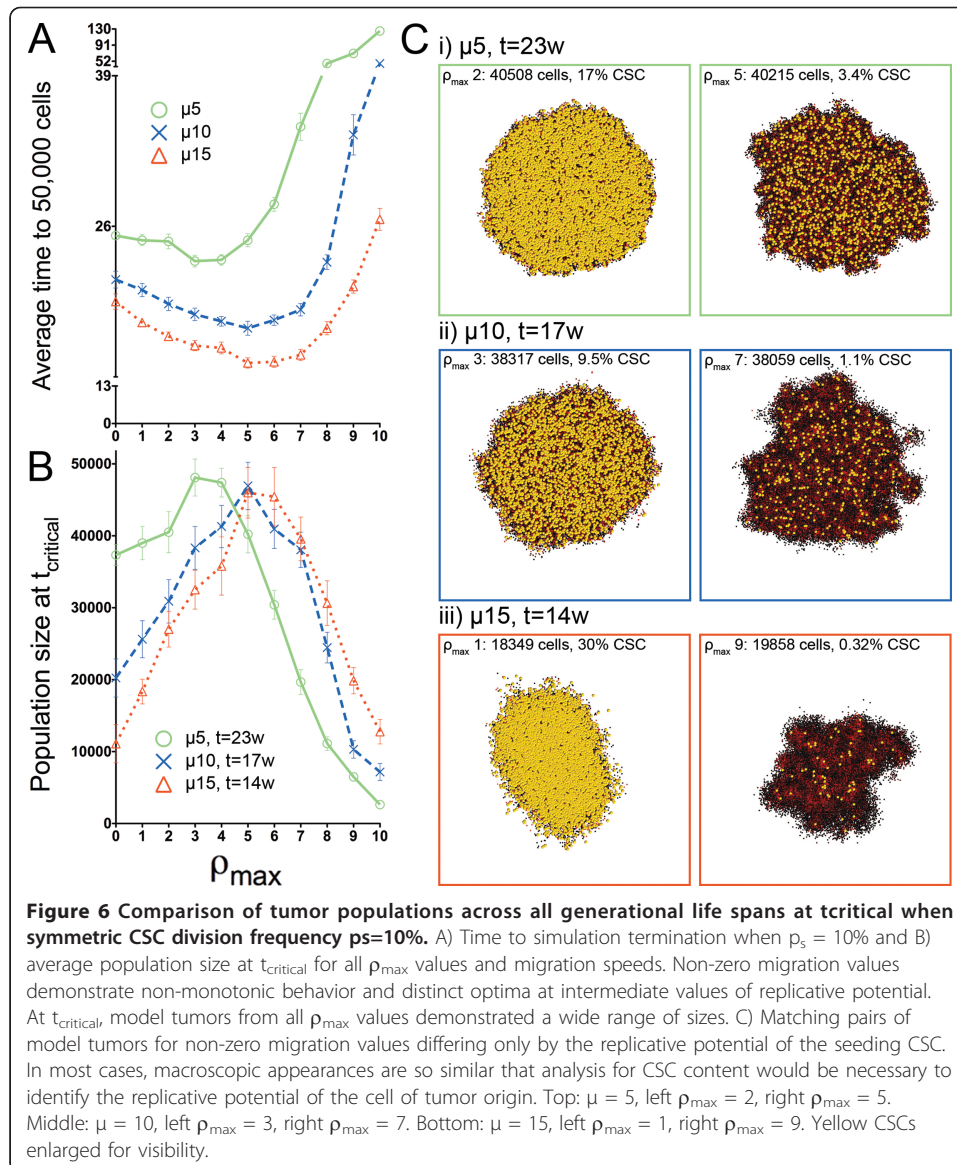 A
Average time to 50,000 cells
130
91
52
39
26
13
0
μ5
μ10
μ15
0 1 2 3 4 5 6 7 8 9 10
B
Population size at tcritical
50000
40000
30000
20000
10000
0
μ5, t=23w
μ10, t=17w
μ15, t=14w
0 1 2 3 4 5 6 7 8 9 10
ρmax
C
i) μ5, t=23w
ρmax 2: 40508 cells, 17% CSC
ρmax 5: 40215 cells, 3.4% CSC
ii) μ10, t=17w
ρmax 3: 38317 cells, 9.5% CSC
ρmax 7: 38059 cells, 1.1% CSC
iii) μ15, t=14w
ρmax 1: 18349 cells, 30% CSC
ρmax 9: 19858 cells, 0.32% CSC
Figure 6 Comparison of tumor populations across all generational life spans at tcritical when
symmetric CSC division frequency ps=10%. A) Time to simulation termination when ps = 10% and B)
average population size at tcritical for all ρmax values and migration speeds. Non-zero migration values
demonstrate non-monotonic behavior and distinct optima at intermediate values of replicative potential.
At tcritical, model tumors from all ρmax values demonstrated a wide range of sizes. C) Matching pairs of
model tumors for non-zero migration values differing only by the replicative potential of the seeding CSC.
In most cases, macroscopic appearances are so similar that analysis for CSC content would be necessary to
identify the replicative potential of the cell of tumor origin. Top: μ = 5, left ρmax = 2, right ρmax = 5.
Middle: μ = 10, left ρmax = 3, right ρmax = 7. Bottom: μ = 15, left ρmax = 1, right ρmax = 9. Yellow CSCs
enlarged for visibility.